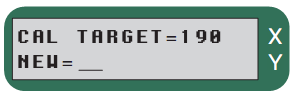 CAL TARGET=190 X
NEW=__ Y